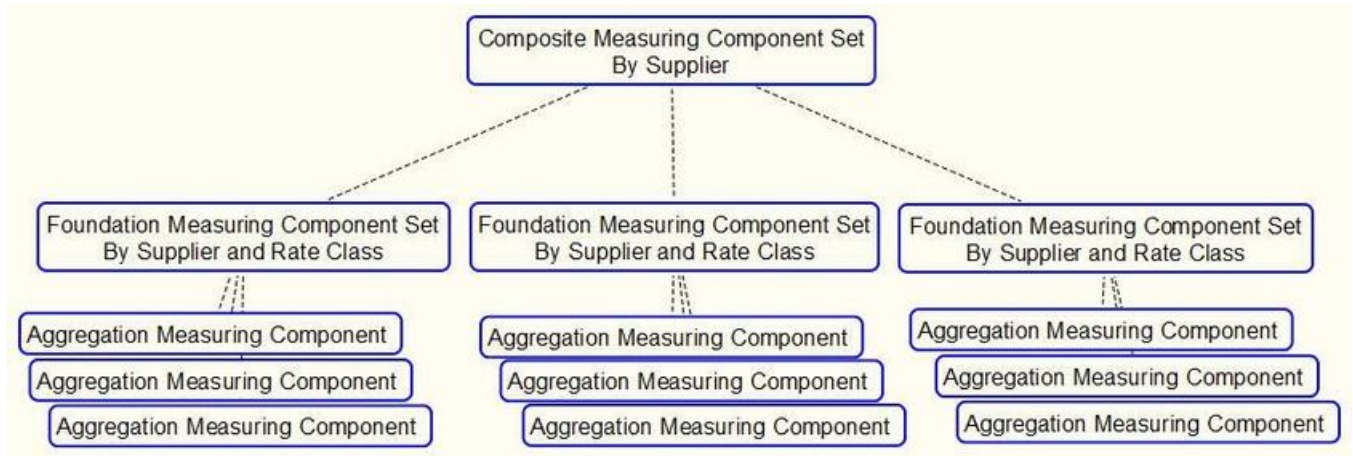 Composite Measuring Component Set
By Supplier
Foundation Measuring Component Set
By Supplier and Rate Class
Foundation Measuring Component Set
By Supplier and Rate Class
Foundation Measuring Component Set
By Supplier and Rate Class
Aggregation Measuring Component
Aggregation Measuring Component
Aggregation Measuring Component
Aggregation Measuring Component
Aggregation Measuring Component
Aggregation Measuring Component
Aggregation Measuring Component
Aggregation Measuring Component
Aggregation Measuring Component